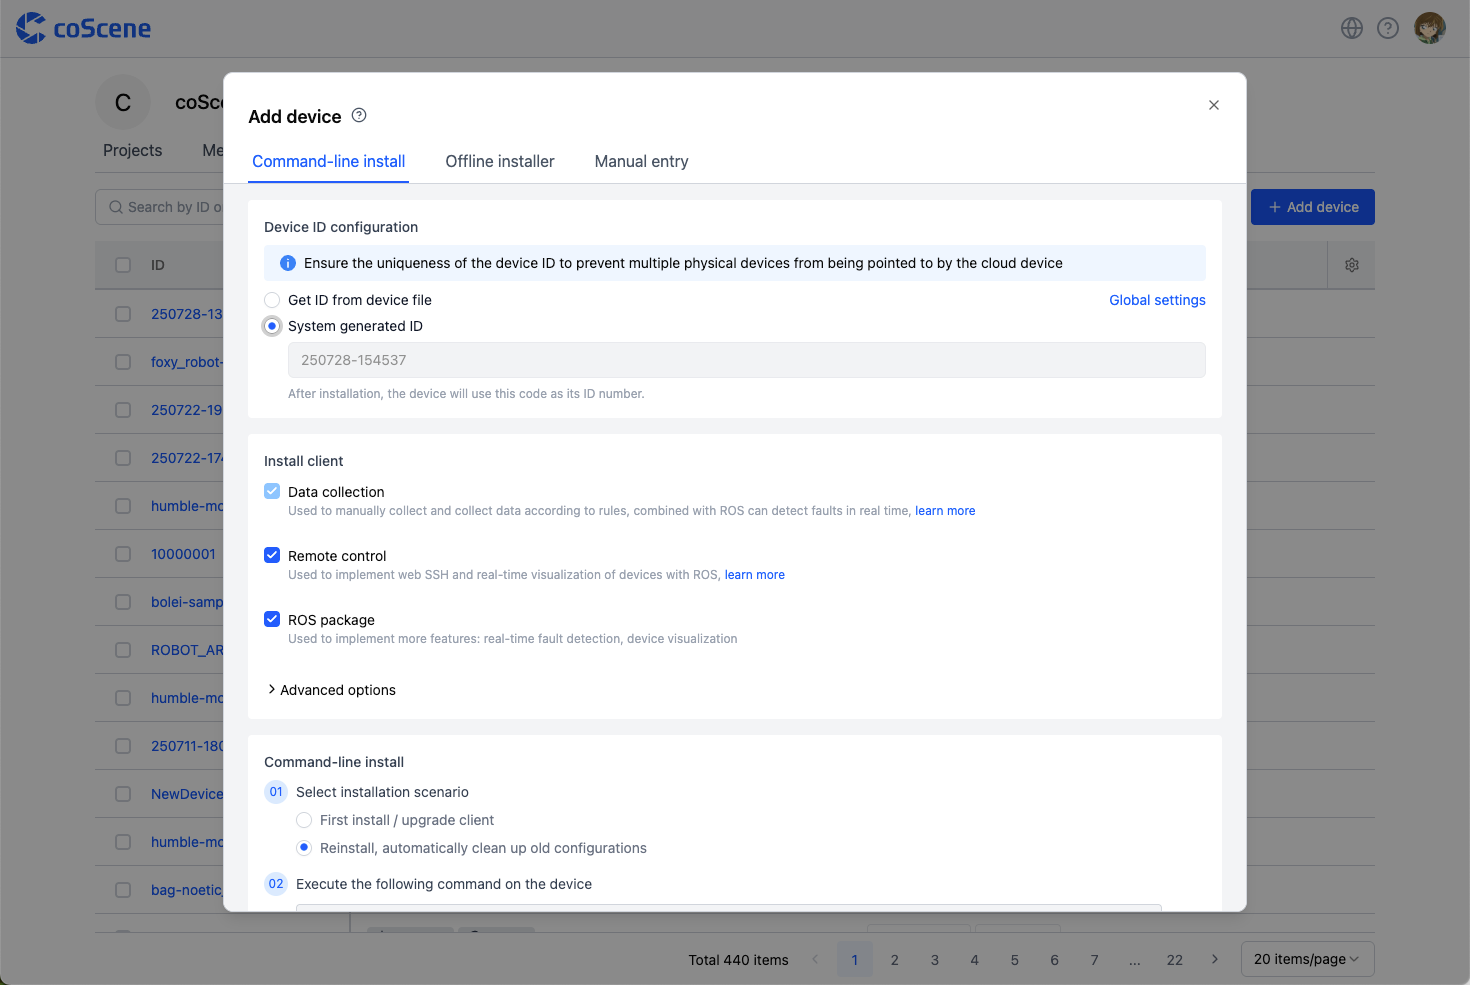 coScene
C
coSc
Add device
Command-line install
Offline installer
Manual entry
Projects
Me
Search by ID o
Add device
ID
250728-13
foxy_robot-
250722-19
250722-174
humble-mo
10000001
bolei-samp
ROBOT_AR
humble-mo
250711-180
NewDevice
humble-mo
bag-noetic_
Device ID configuration
Ensure the uniqueness of the device ID to prevent multiple physical devices from being pointed to by the cloud device
Get ID from device file
Global settings
System generated ID
250728-154537
After installation, the device will use this code as its ID number.
Install client
Data collection
Used to manually collect and collect data according to rules, combined with ROS can detect faults in real time, learn more
Remote control
Used to implement web SSH and real-time visualization of devices with ROS, learn more
ROS package
Used to implement more features: real-time fault detection, device visualization
Advanced options
Command-line install
01 Select installation scenario
First install / upgrade client
Reinstall, automatically clean up old configurations
02 Execute the following command on the device
Total 440 items
1 2 3 4 5 6 7 ... 22
20 items/page